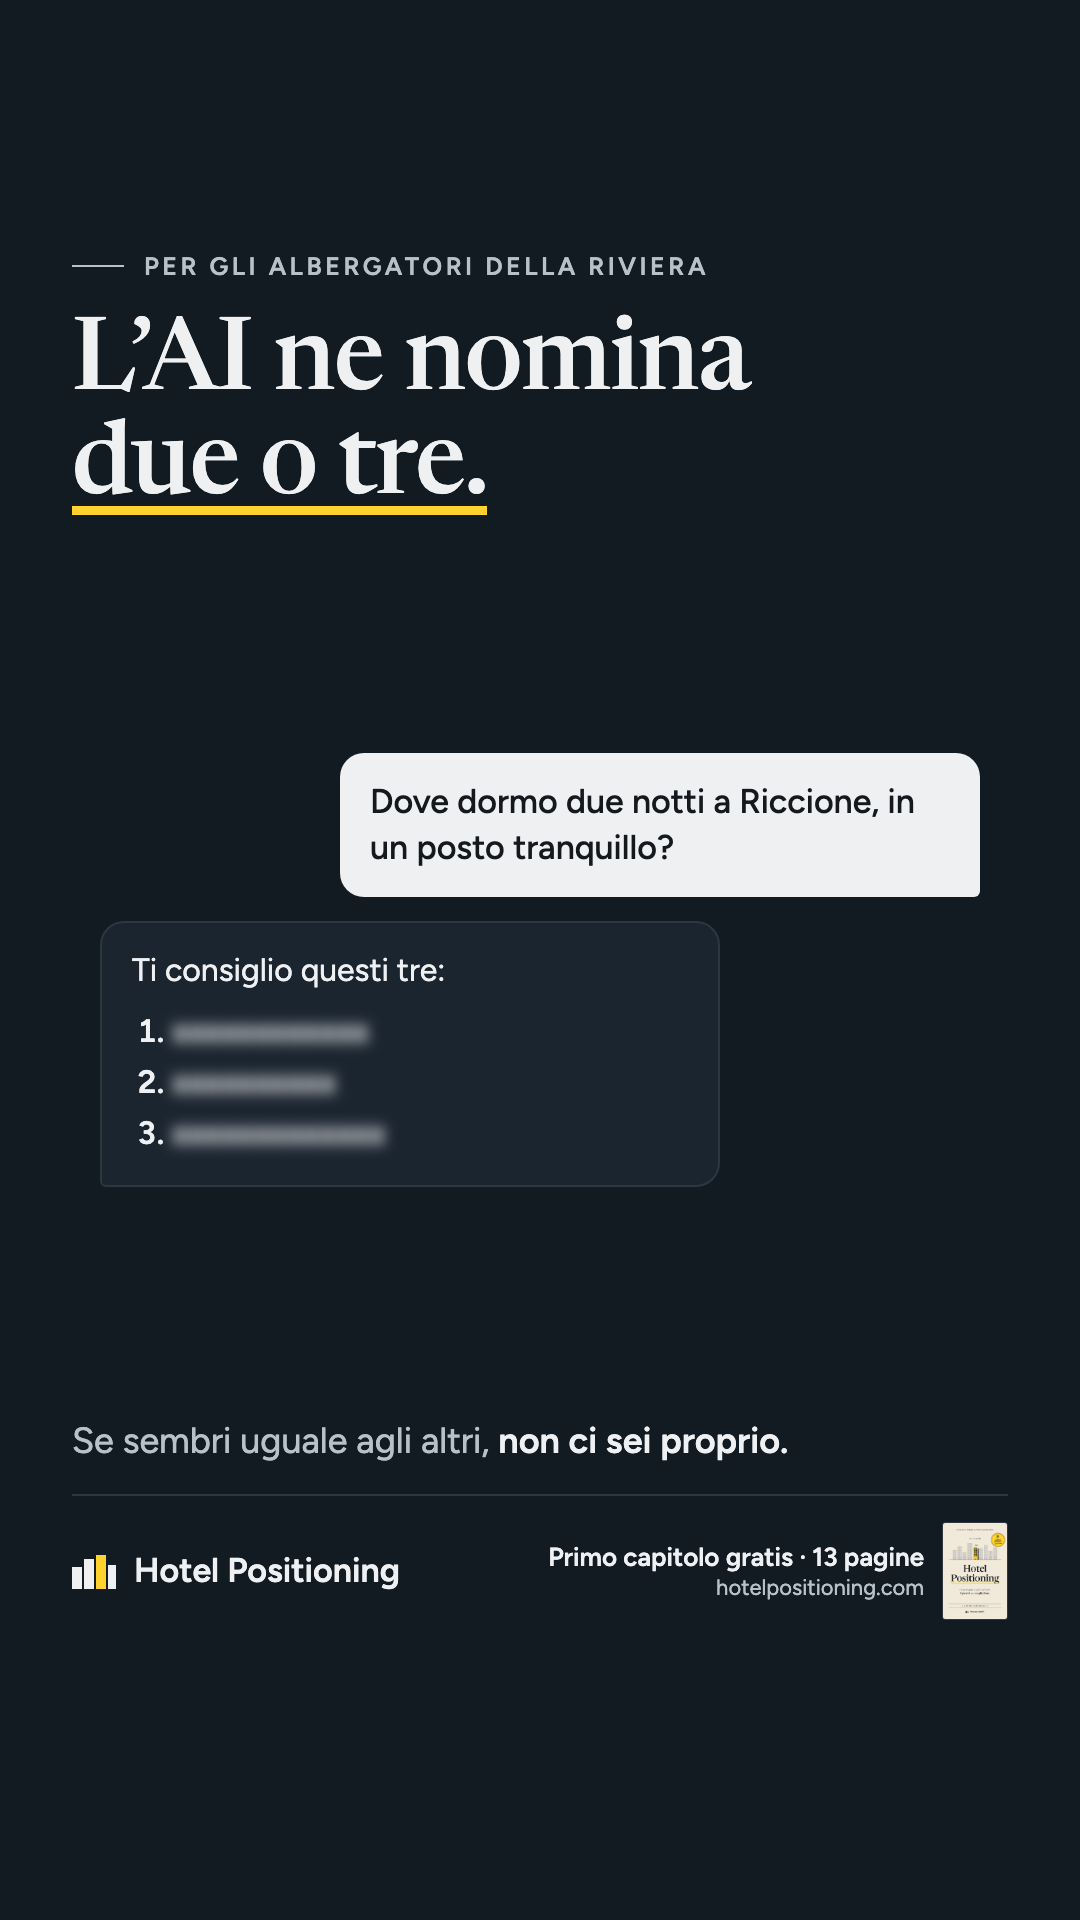 PER GLI ALBERGATORI DELLA RIVIERA
L’AI ne nomina
due o tre.
Dove dormo due notti a Riccione, in
un posto tranquillo?
Ti consiglio questi tre:
1.
2.
3.
Se sembri uguale agli altri, non ci sei proprio.
Hotel Positioning
Primo capitolo gratis · 13 pagine
hotelpositioning.com
Hotel
Positioning